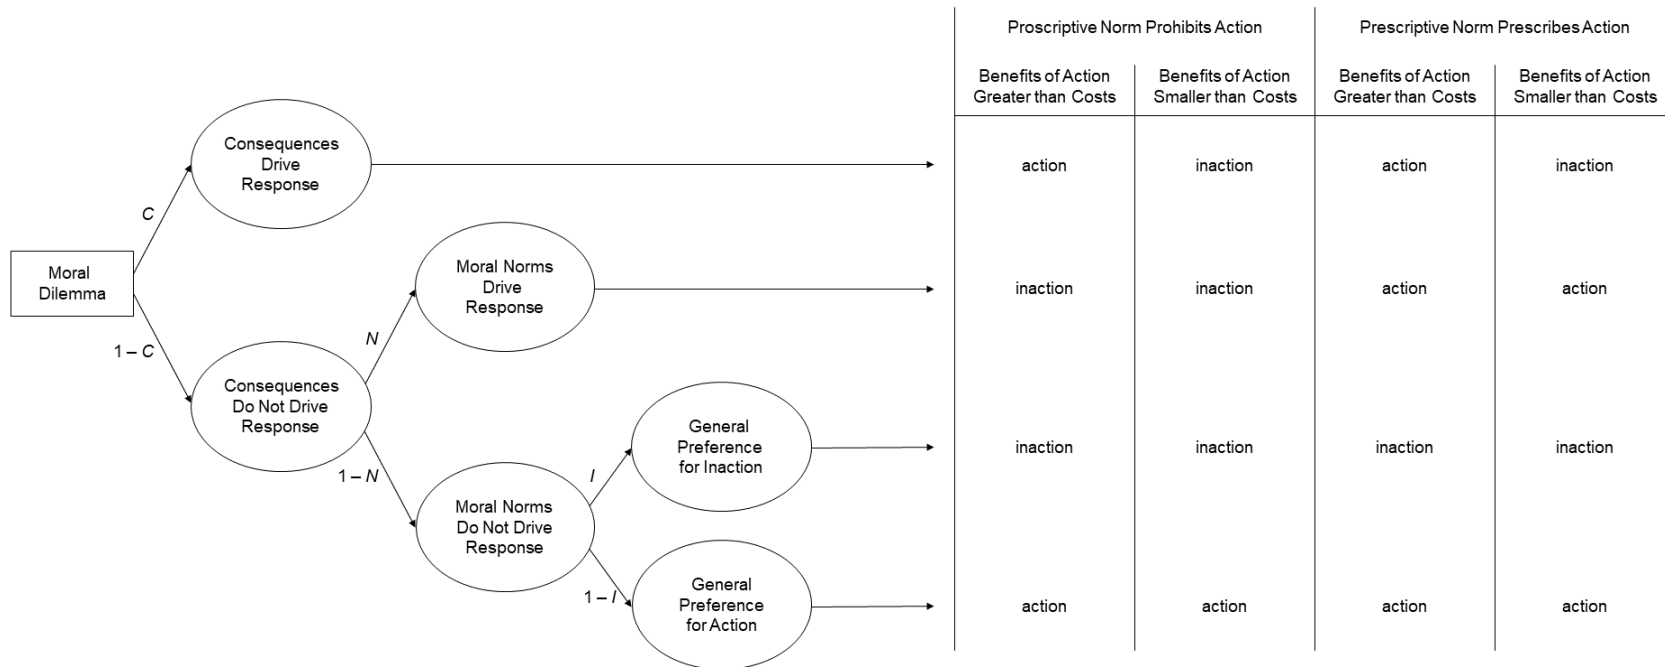 Proscriptive Norm Prohibits Action
Prescriptive Norm Prescribes Action
Benefits of Action
Greater than Costs
Benefits of Action
Smaller than Costs
Benefits of Action
Greater than Costs
Benefits of Action
Smaller than Costs
Consequences
Drive
Response
action
inaction
action
inaction
C
Moral
Dilemma
Moral Norms
Drive
Response
inaction
inaction
action
action
1 – C
N
Consequences
Do Not Drive
Response
General
Preference
for Inaction
inaction
inaction
inaction
inaction
1 – N
I
Moral Norms
Do Not Drive
Response
1 – I
General
Preference
for Action
action
action
action
action